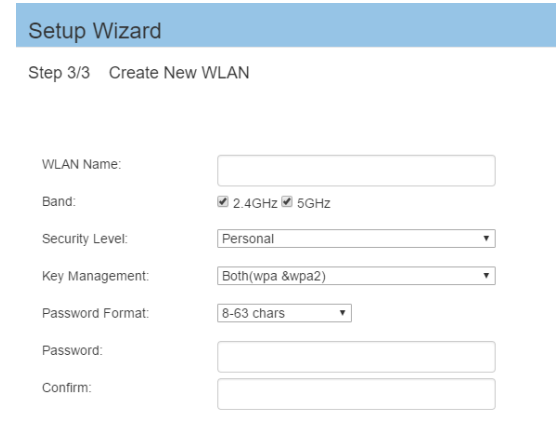 Setup Wizard
Step 3/3 Create New WLAN
WLAN Name:
Band: 2.4GHz 5GHz
Security Level: Personal
Key Management: Both(wpa &wpa2)
Password Format: 8-63 chars
Password:
Confirm: